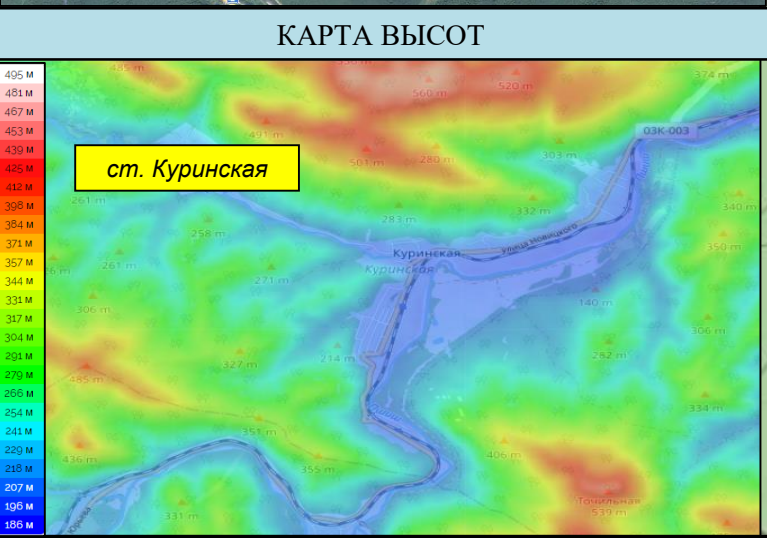 КАРТА ВЫСОТ
495 м
481 м
467 м
453 м
439 м
425 м
412 м
398 м
384 м
371 м
357 м
344 м
331 м
317 м
304 м
291 м
279 м
266 м
254 м
241 м
229 м
218 м
207 м
196 м
186 м
485 m
560 m
520 m
374 m
491 m
03К-003
ст. Куринская
501 m
280 m
303 m
261 m
283 m
332 m
340 m
258 m
улица Новицкого
350 m
Куринская
Куринская
261 m
271 m
306 m
140 m
306 m
214 m
282 m
327 m
485 m
334 m
351 m
436 m
355 m
406 m
Точильная
539 m
331 m